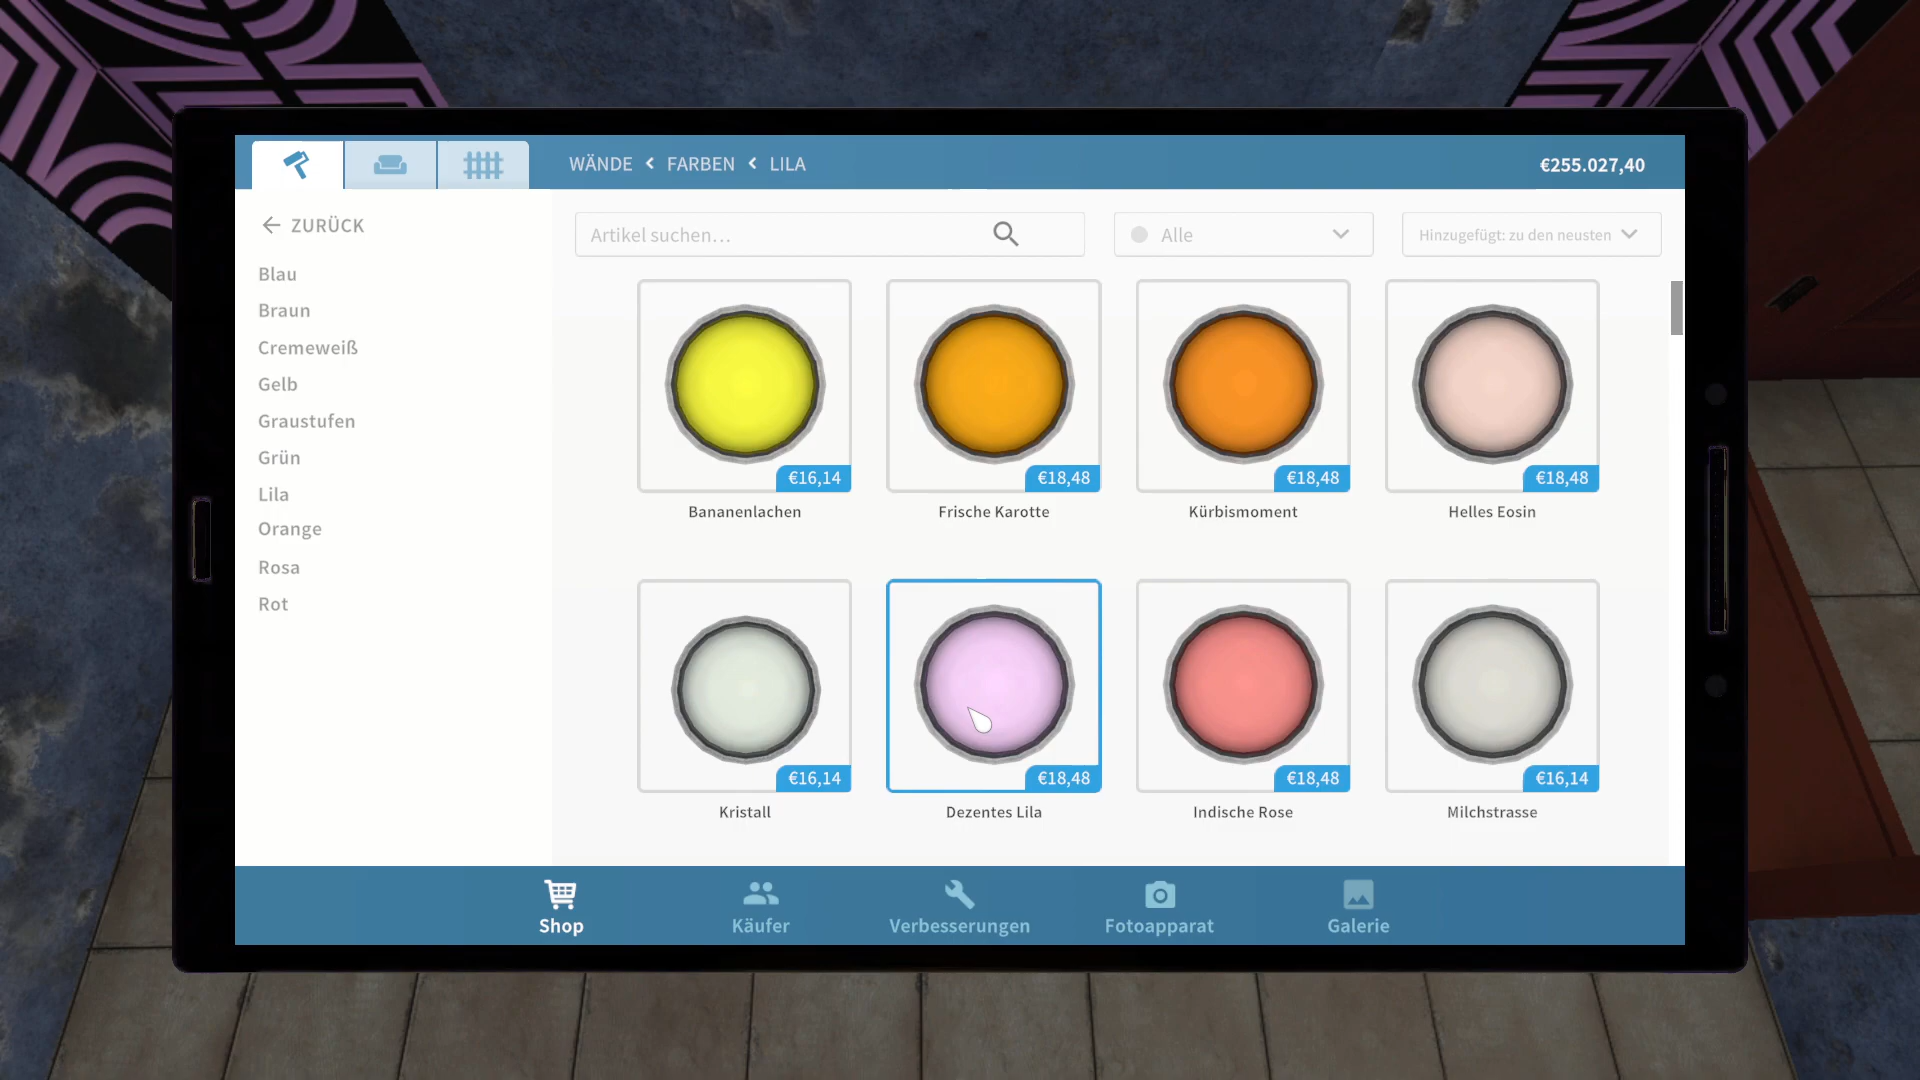 WÄNDE < FARBEN < LILA
€255.027,40
ZURÜCK
Blau
Braun
Cremeweiß
Gelb
Graustufen
Grün
Lila
Orange
Rosa
Rot
Artikel suchen...
Alle
Hinzugefügt: zu den neusten
€16,14
€18,48
€18,48
€18,48
Bananenlachen
Frische Karotte
Kürbismoment
Helles Eosin
€16,14
€18,48
€18,48
€16,14
Kristall
Dezentes Lila
Indische Rose
Milchstrasse
Shop
Käufer
Verbesserungen
Fotoapparat
Galerie